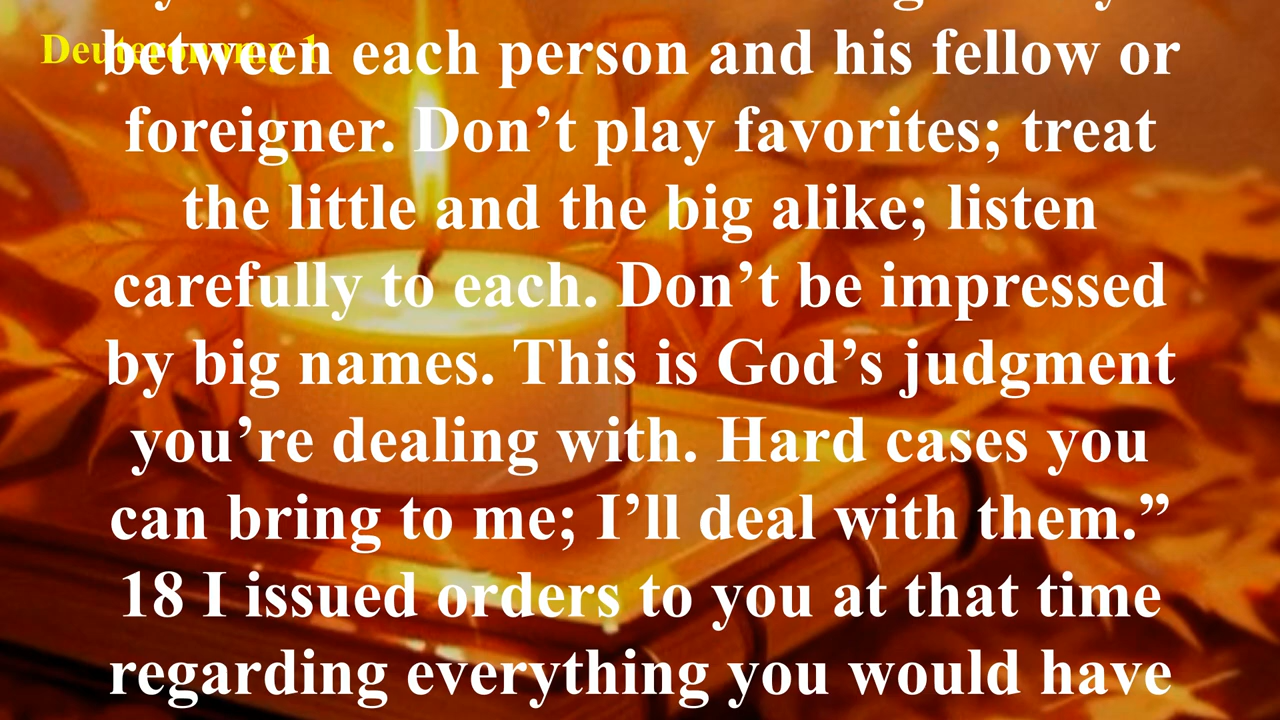 Deuteronomy 1
between each person and his fellow or
foreigner. Don’t play favorites; treat
the little and the big alike; listen
carefully to each. Don’t be impressed
by big names. This is God’s judgment
you’re dealing with. Hard cases you
can bring to me; I’ll deal with them.”
18 I issued orders to you at that time
regarding everything you would have